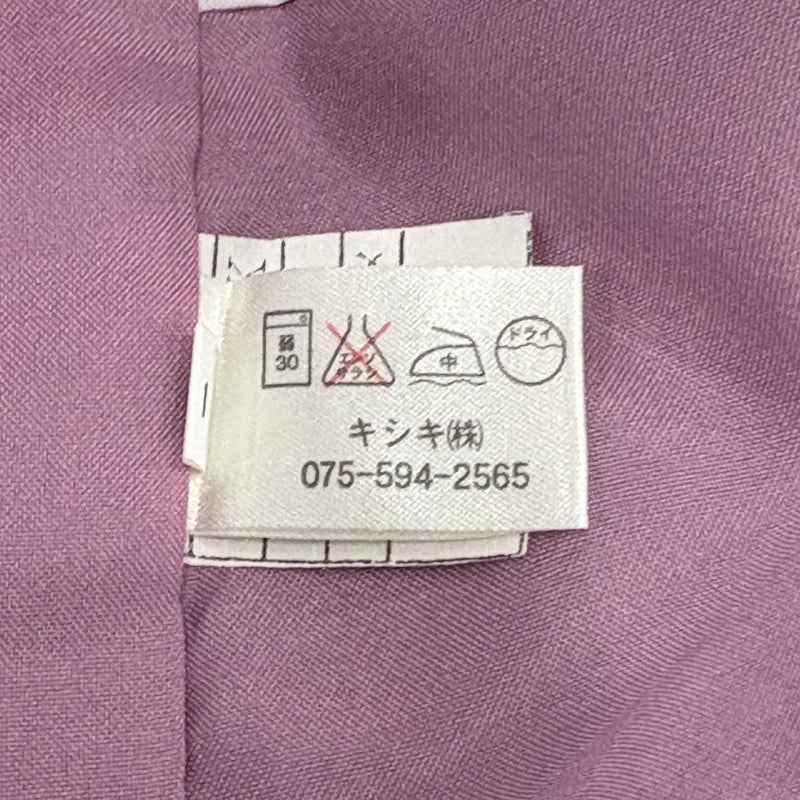 弱
30
エンソ
サラシ
中
ドライ
キシキ㈱
075-594-2565